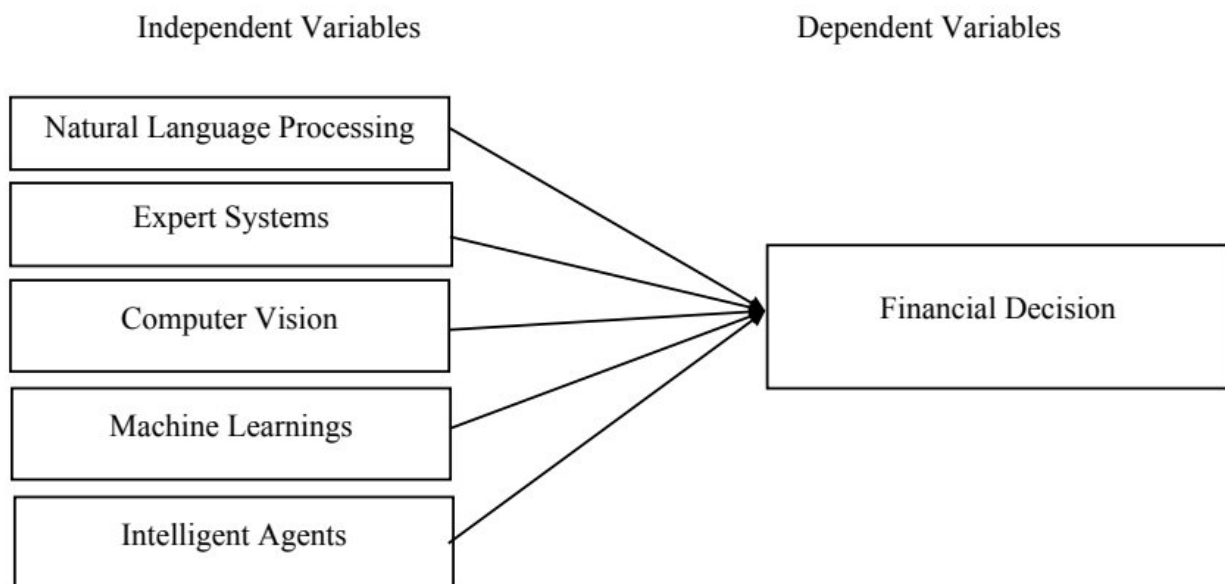 Independent Variables
Dependent Variables
Natural Language Processing
Expert Systems
Computer Vision
Machine Learnings
Intelligent Agents
Financial Decision